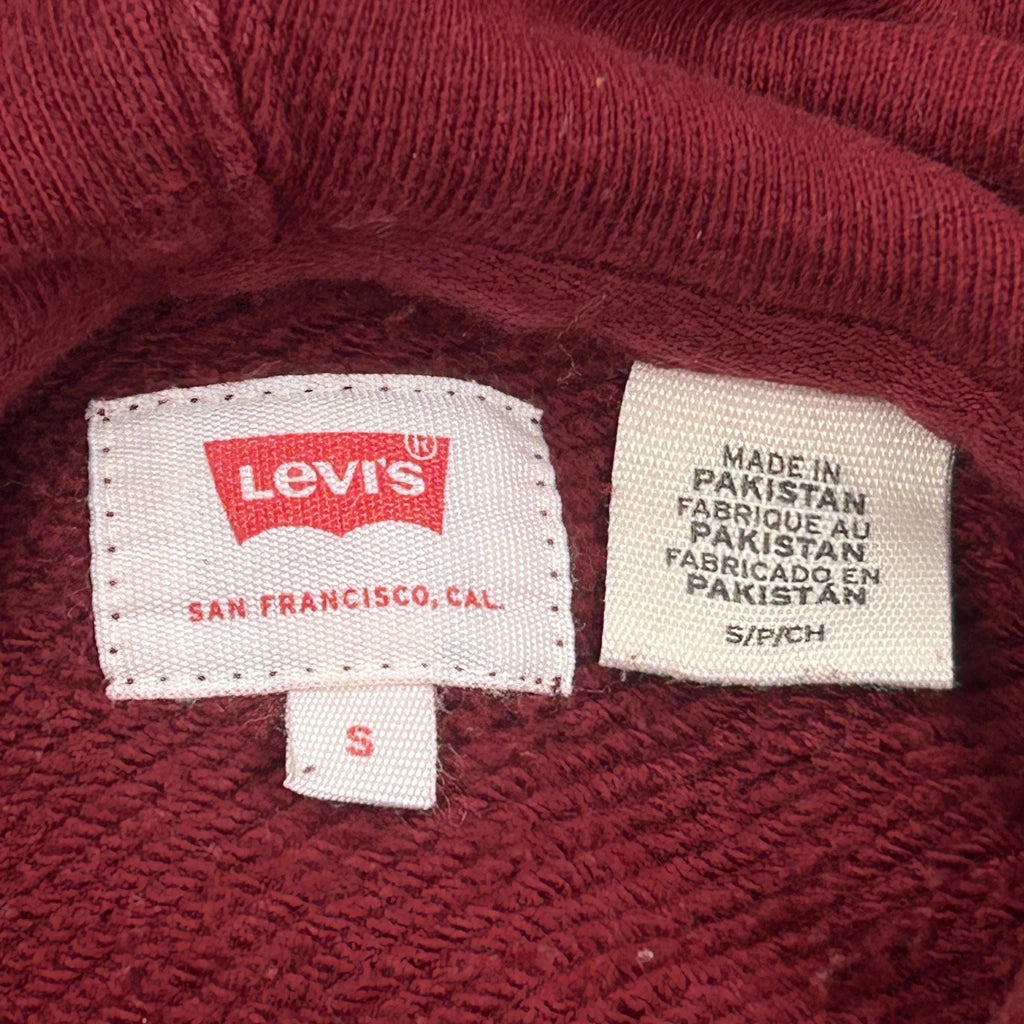 LEVI'S®
SAN FRANCISCO, CAL.
S
MADE IN
PAKISTAN
FABRIQUE AU
PAKISTAN
FABRICADO EN
PAKISTÁN
S/P/CH